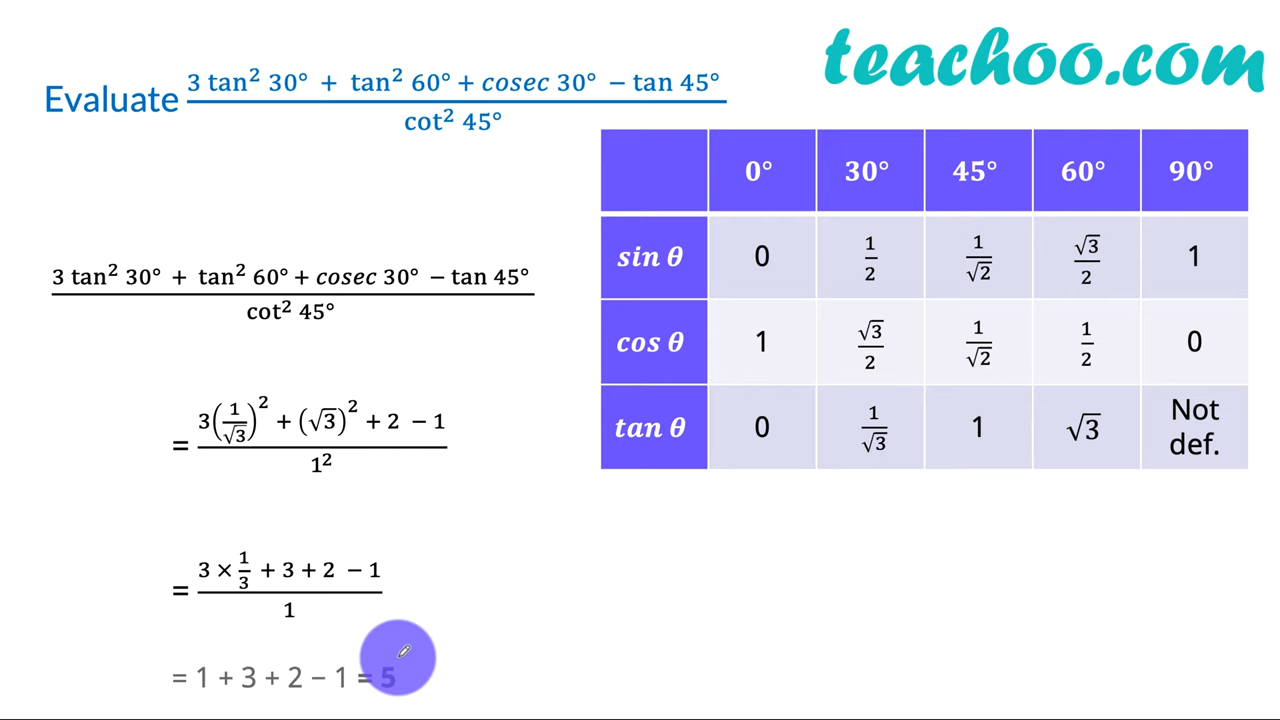 teachoo.com
Evaluate (3 tan² 30° + tan² 60° + cosec 30° − tan 45°)/(cot² 45°)
(3 tan² 30° + tan² 60° + cosec 30° − tan 45°)/(cot² 45°)
= (3(1/√3)² + (√3)² + 2 − 1)/(1²)
= (3 × 1/3 + 3 + 2 − 1)/1
= 1 + 3 + 2 − 1 = 5
0° 30° 45° 60° 90°
sin θ 0 1/2 1/√2 √3/2 1
cos θ 1 √3/2 1/√2 1/2 0
tan θ 0 1/√3 1 √3 Not def.